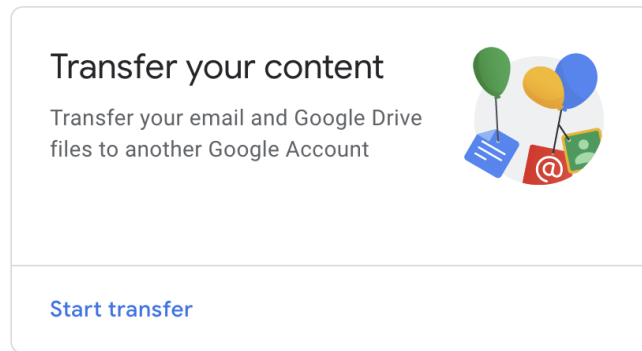 Transfer your content
Transfer your email and Google Drive
files to another Google Account
@
Start transfer